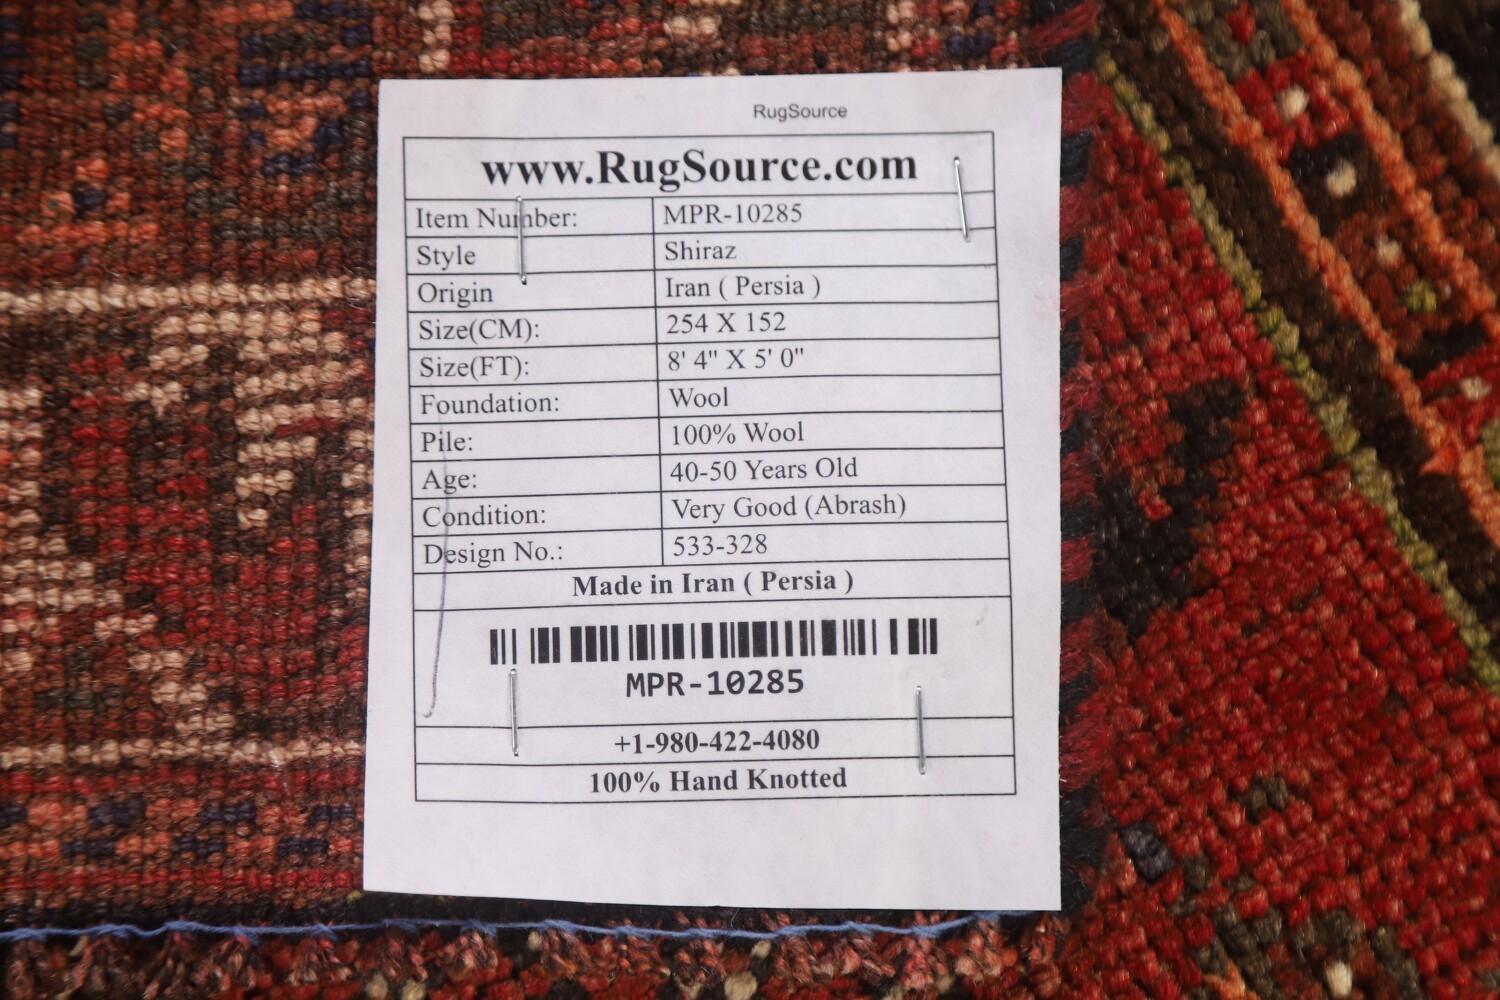 RugSource
www.RugSource.com
Item Number: MPR-10285
Style Shiraz
Origin Iran ( Persia )
Size(CM): 254 X 152
Size(FT): 8' 4" X 5' 0"
Foundation: Wool
Pile: 100% Wool
Age: 40-50 Years Old
Condition: Very Good (Abrash)
Design No.: 533-328
Made in Iran ( Persia )
MPR-10285
+1-980-422-4080
100% Hand Knotted